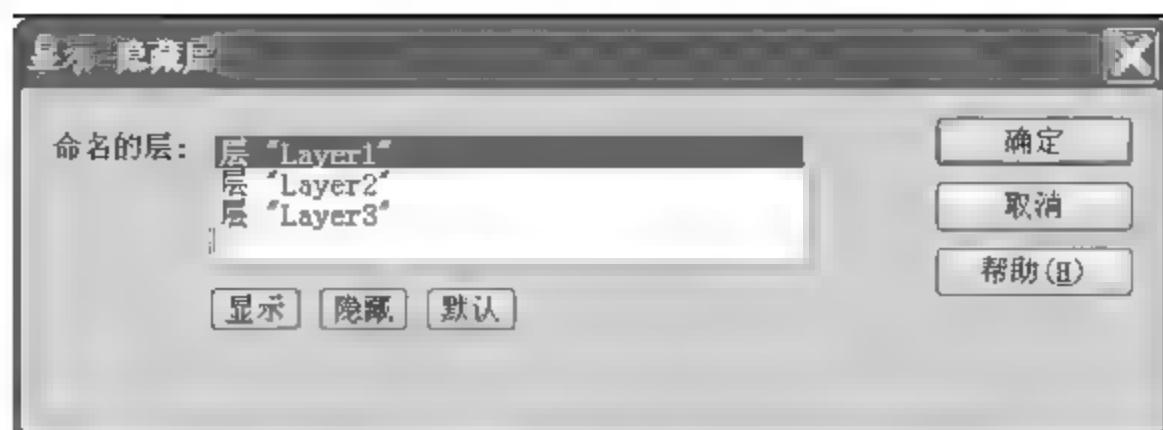 显示-隐藏层
命名的层:
层 "Layer1"
层 "Layer2"
层 "Layer3"
显示 隐藏 默认
确定
取消
帮助(H)